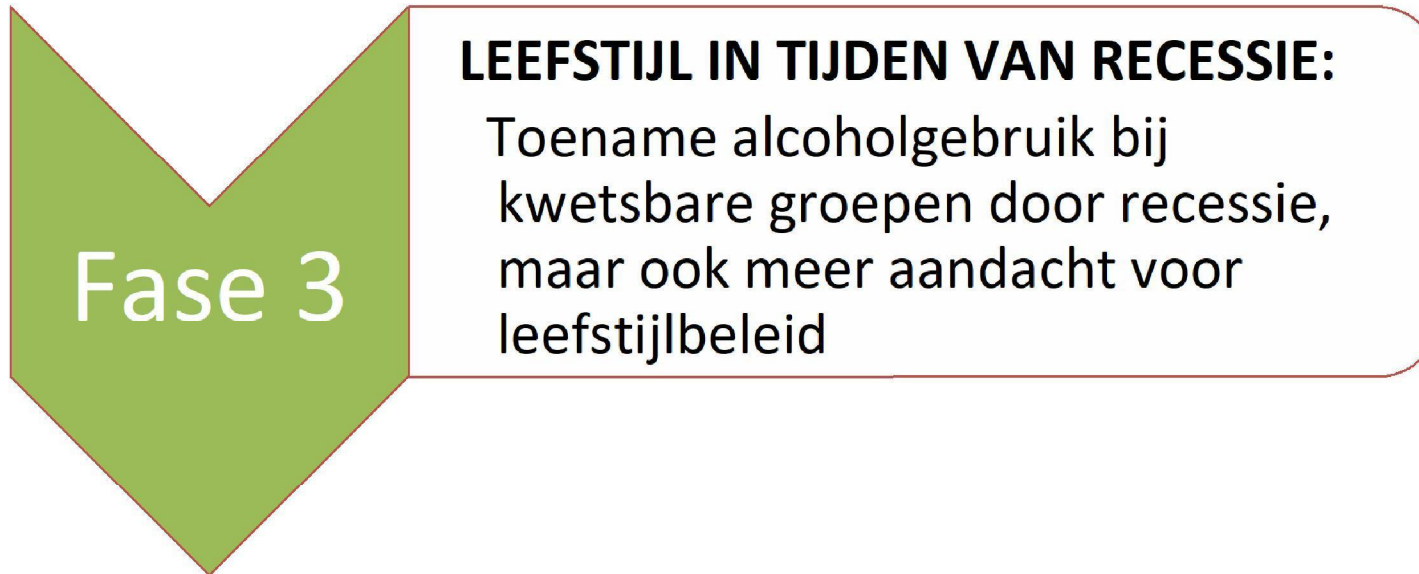 Fase 3
LEEFSTIJL IN TIJDEN VAN RECESSIE:
Toename alcoholgebruik bij
kwetsbare groepen door recessie,
maar ook meer aandacht voor
leefstijlbeleid